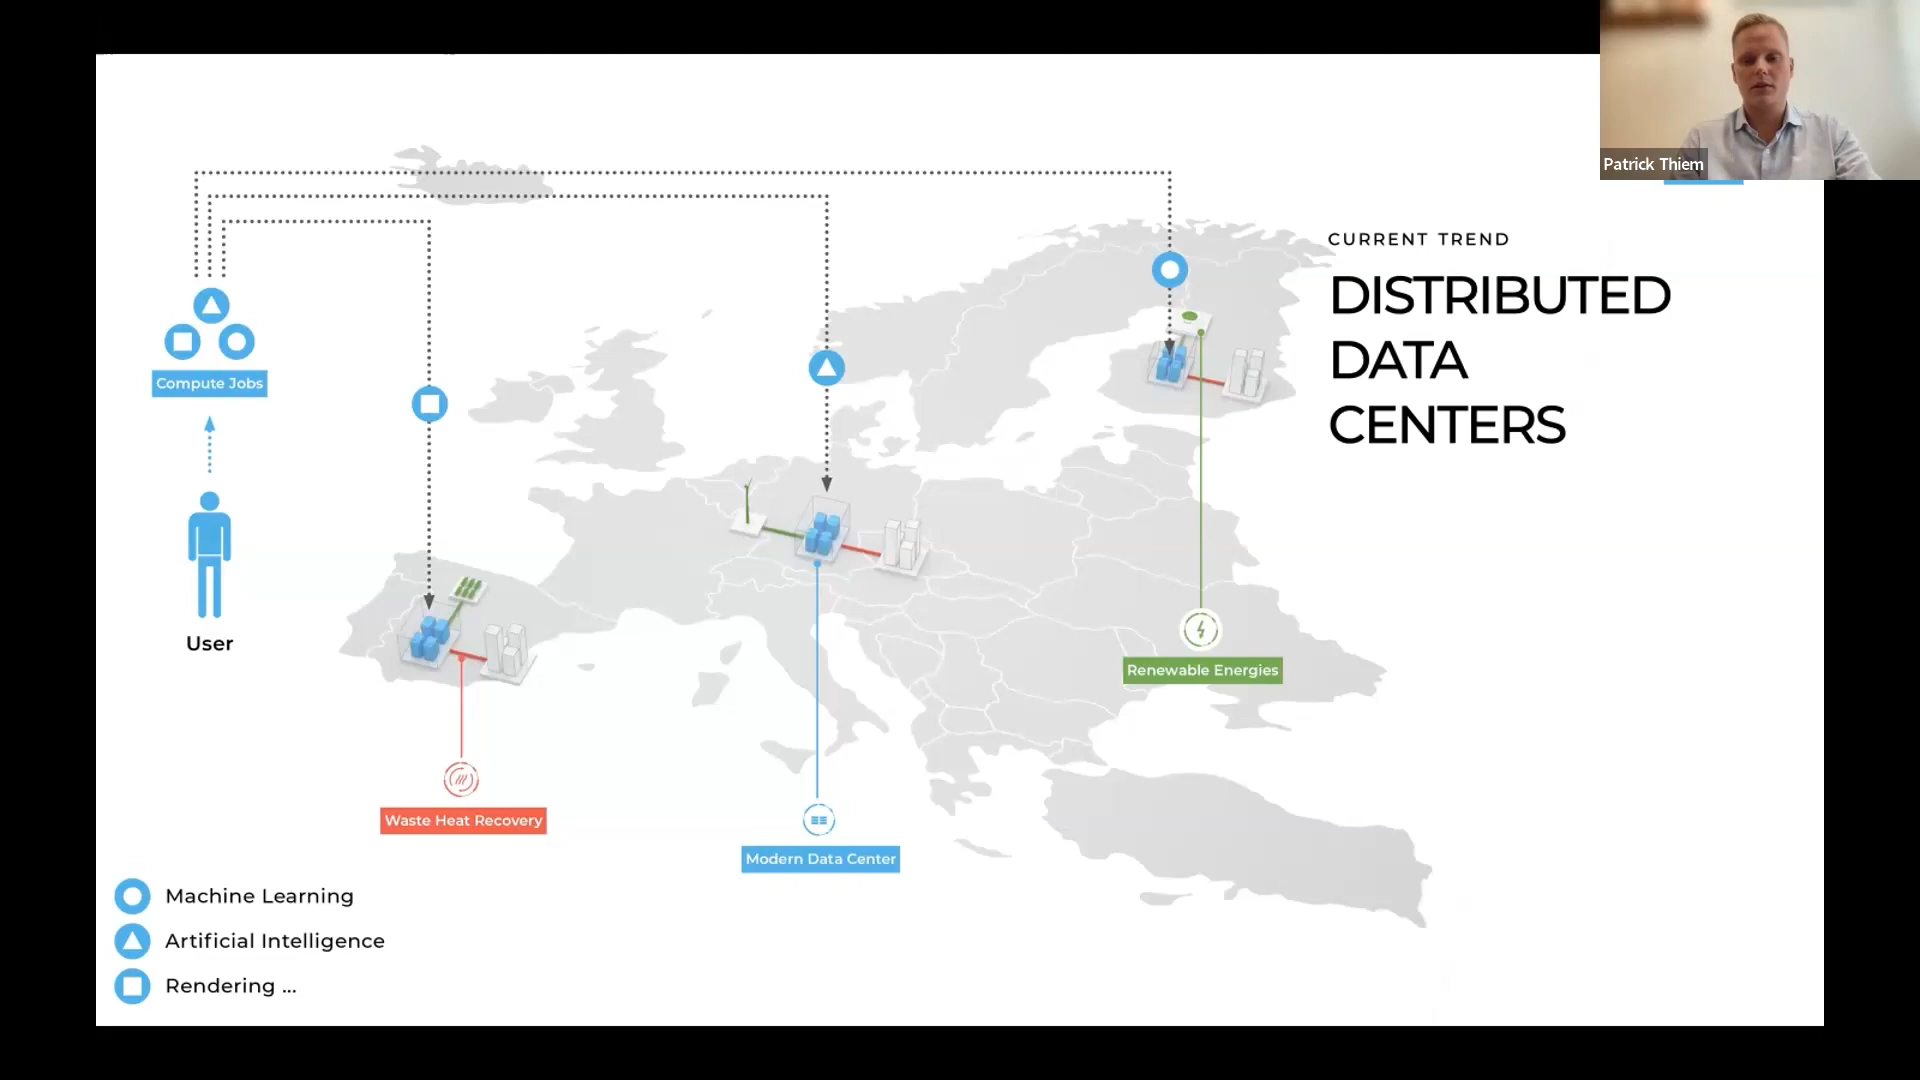 Patrick Thiem
CURRENT TREND
DISTRIBUTED
DATA
CENTERS
Compute Jobs
User
Renewable Energies
Waste Heat Recovery
Modern Data Center
Machine Learning
Artificial Intelligence
Rendering ...